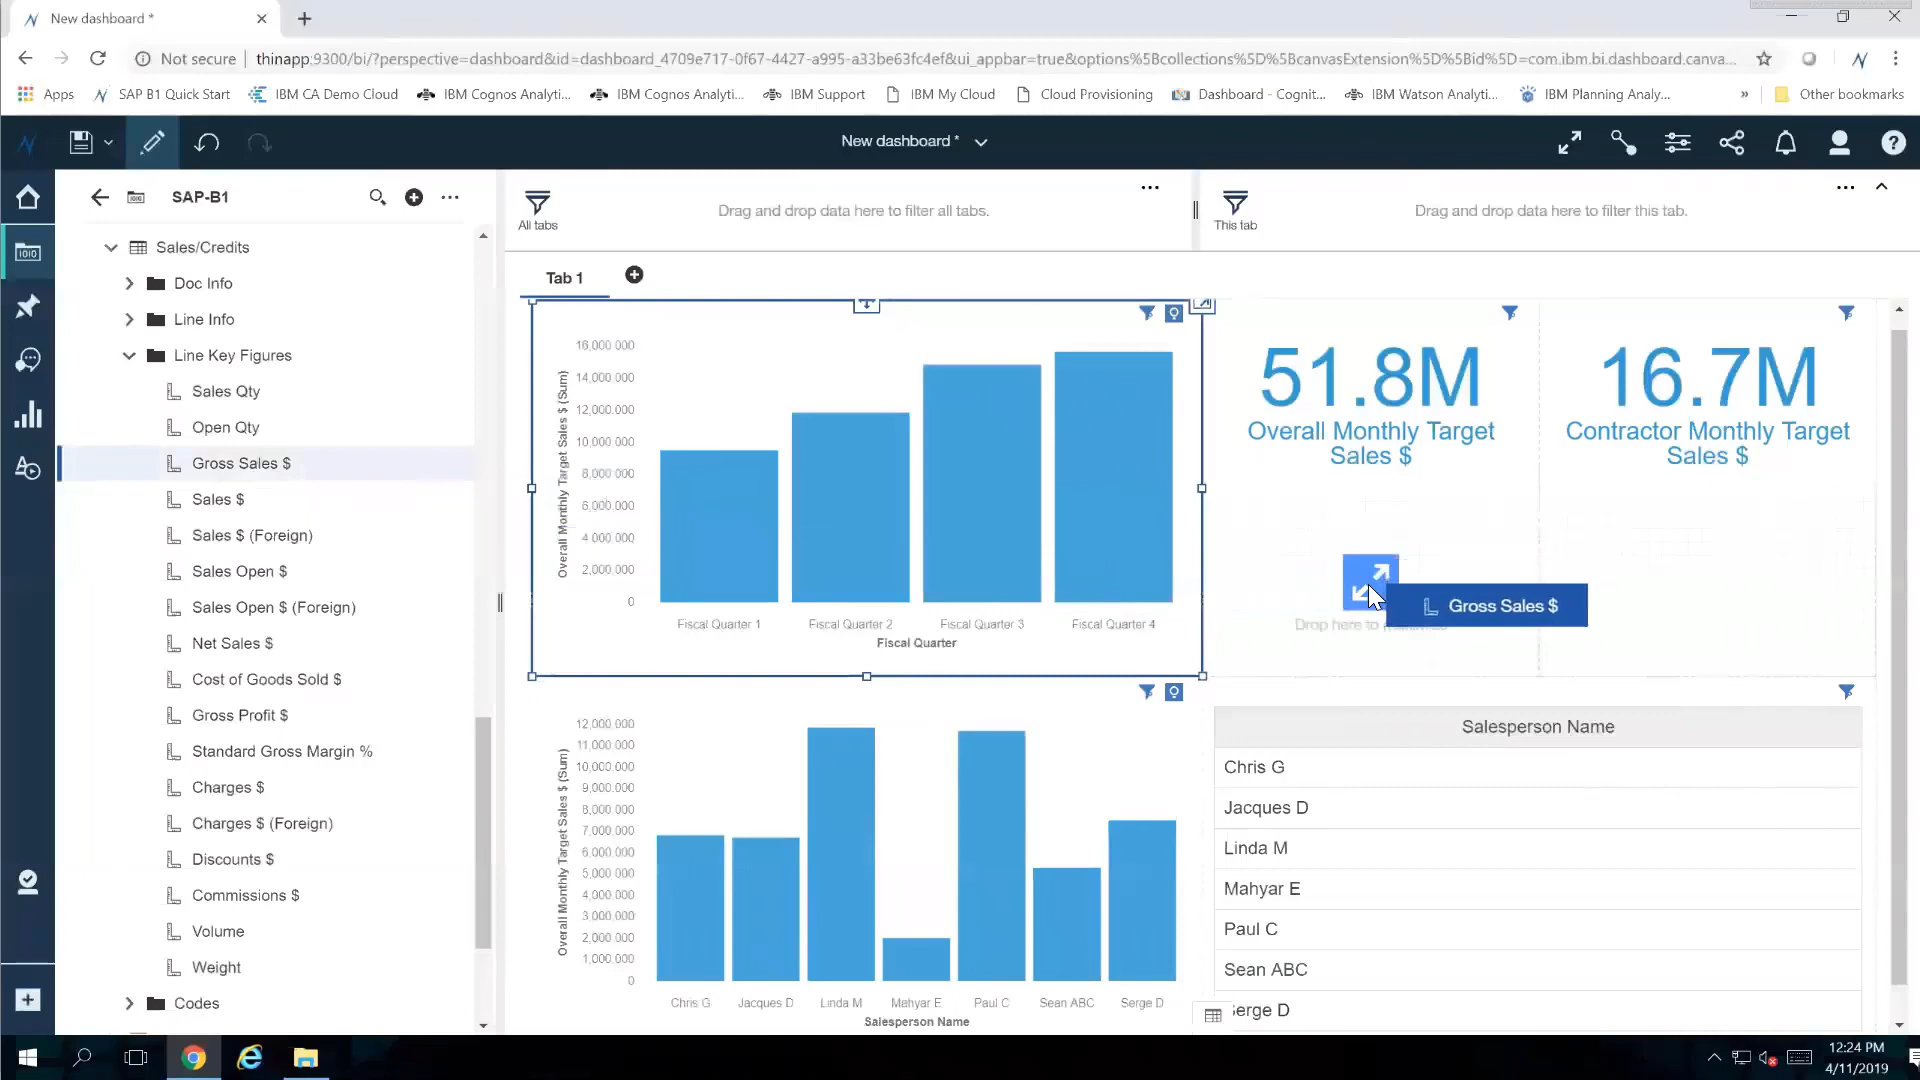 New dashboard *
Not secure
thinapp:9300/bi/?perspective=dashboard&id=dashboard_4709e717-0f67-4427-a995-a33be63fc4ef&ui_appbar=true&options%5Bcollections%5D%5BcanvasExtension%5D%5Bid%5D=com.ibm.bi.dashboard.canva...
Apps
SAP B1 Quick Start
IBM CA Demo Cloud
IBM Cognos Analyti...
IBM Cognos Analyti...
IBM Support
IBM My Cloud
Cloud Provisioning
Dashboard - Cognit...
IBM Watson Analyti...
IBM Planning Analy...
»
Other bookmarks
New dashboard *
SAP-B1
Sales/Credits
Doc Info
Line Info
Line Key Figures
Sales Qty
Open Qty
Gross Sales $
Sales $
Sales $ (Foreign)
Sales Open $
Sales Open $ (Foreign)
Net Sales $
Cost of Goods Sold $
Gross Profit $
Standard Gross Margin %
Charges $
Charges $ (Foreign)
Discounts $
Commissions $
Volume
Weight
Codes
All tabs
Drag and drop data here to filter all tabs.
This tab
Drag and drop data here to filter this tab.
Tab 1
Overall Monthly Target Sales $ (Sum)
16,000.000
14,000.000
12,000.000
10,000.000
8,000.000
6,000.000
4,000.000
2,000.000
0
Fiscal Quarter 1
Fiscal Quarter 2
Fiscal Quarter 3
Fiscal Quarter 4
Fiscal Quarter
51.8M
Overall Monthly Target
Sales $
16.7M
Contractor Monthly Target
Sales $
Gross Sales $
Drop here to
Overall Monthly Target Sales $ (Sum)
12,000.000
11,000.000
10,000.000
9,000.000
8,000.000
7,000.000
6,000.000
5,000.000
4,000.000
3,000.000
2,000.000
1,000.000
0
Chris G
Jacques D
Linda M
Mahyar E
Paul C
Sean ABC
Serge D
Salesperson Name
Salesperson Name
Chris G
Jacques D
Linda M
Mahyar E
Paul C
Sean ABC
Serge D
12:24 PM
4/11/2019